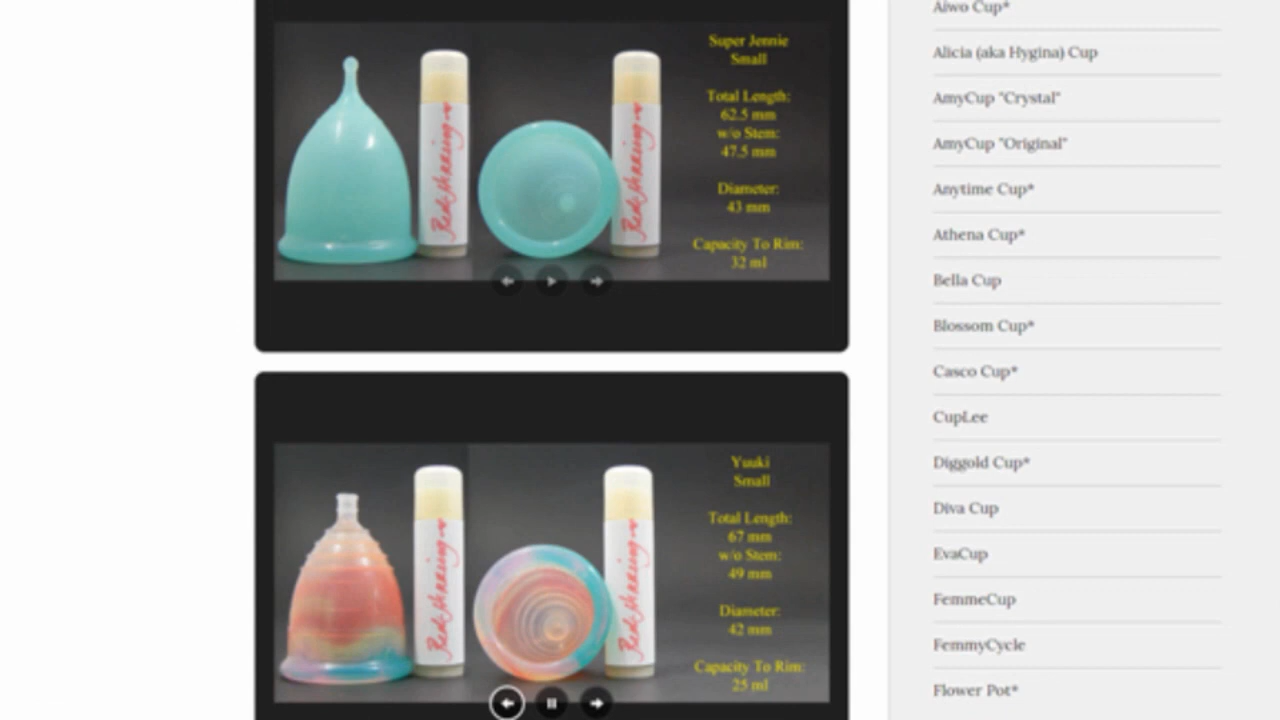 Super Jennie
Small
Total Length:
62.5 mm
w/o Stem:
47.5 mm
Diameter:
43 mm
Capacity To Rim:
32 ml
Yuuki
Small
Total Length:
67 mm
w/o Stem:
49 mm
Diameter:
42 mm
Capacity To Rim:
25 ml
Aiwo Cup*
Alicia (aka Hygina) Cup
AmyCup "Crystal"
AmyCup "Original"
Anytime Cup*
Athena Cup*
Bella Cup
Blossom Cup*
Casco Cup*
CupLee
Diggold Cup*
Diva Cup
EvaCup
FemmeCup
FemmyCycle
Flower Pot*